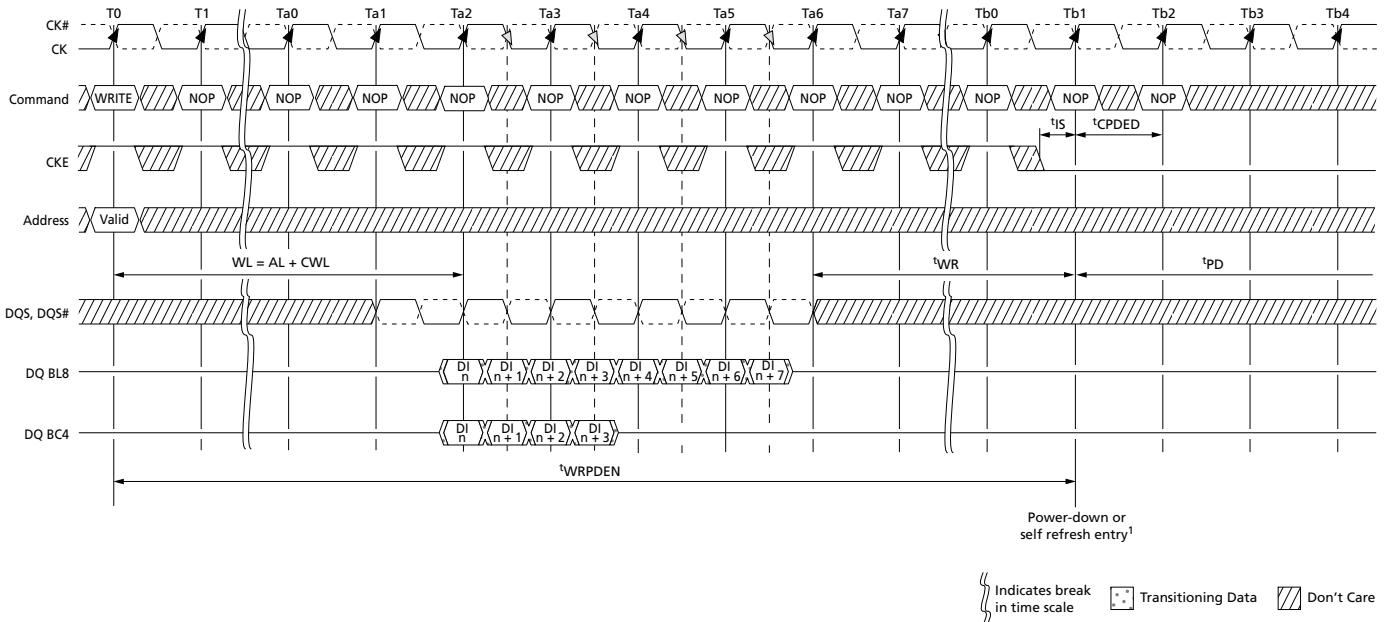 T0 T1 Ta0 Ta1 Ta2 Ta3 Ta4 Ta5 Ta6 Ta7 Tb0 Tb1 Tb2 Tb3 Tb4
CK#
CK
Command WRITE NOP NOP NOP NOP NOP NOP NOP NOP NOP NOP NOP NOP
tIS tCPDED
CKE
Address Valid
WL = AL + CWL tWR tPD
DQS, DQS#
DQ BL8 DI n DI n + 1 DI n + 2 DI n + 3 DI n + 4 DI n + 5 DI n + 6 DI n + 7
DQ BC4 DI n DI n + 1 DI n + 2 DI n + 3
tWRPDEN
Power-down or
self refresh entry1
Indicates break
in time scale
Transitioning Data
Don't Care